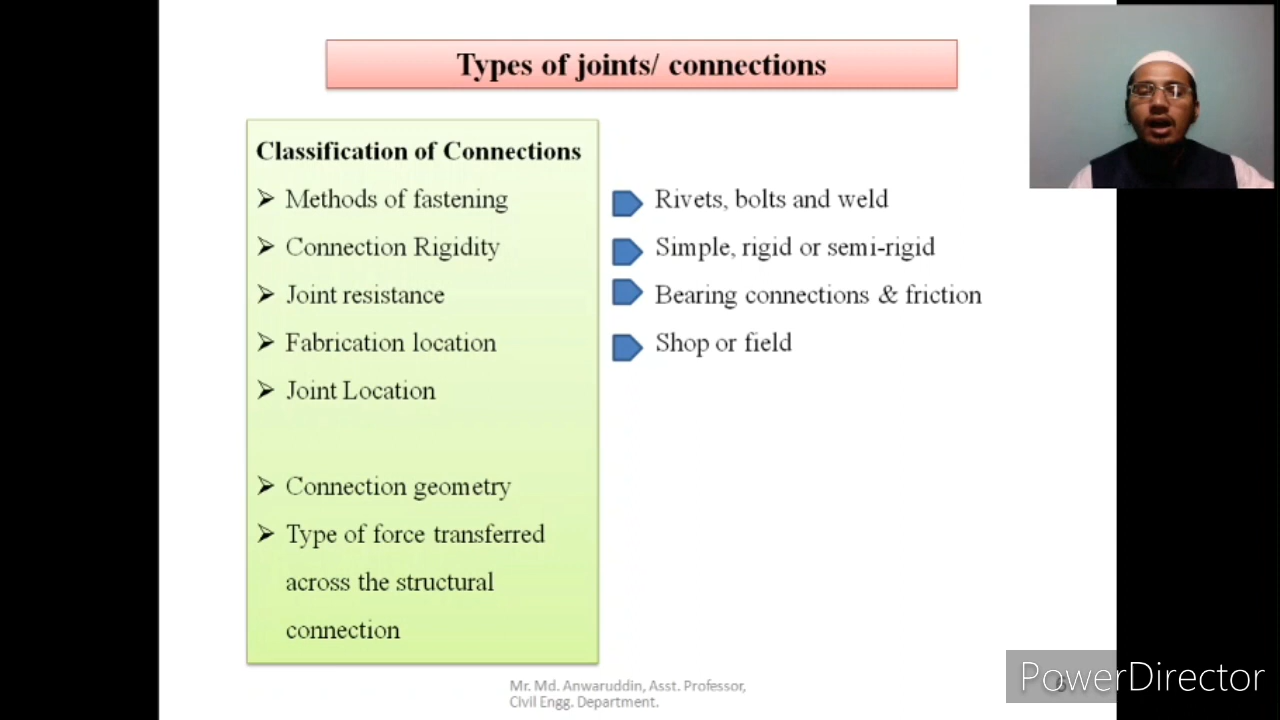 Types of joints/ connections
Classification of Connections
➢ Methods of fastening
Rivets, bolts and weld
➢ Connection Rigidity
Simple, rigid or semi-rigid
➢ Joint resistance
Bearing connections & friction
➢ Fabrication location
Shop or field
➢ Joint Location
➢ Connection geometry
➢ Type of force transferred
across the structural
connection
Mr. Md. Anwaruddin, Asst. Professor,
Civil Engg. Department.
PowerDirector